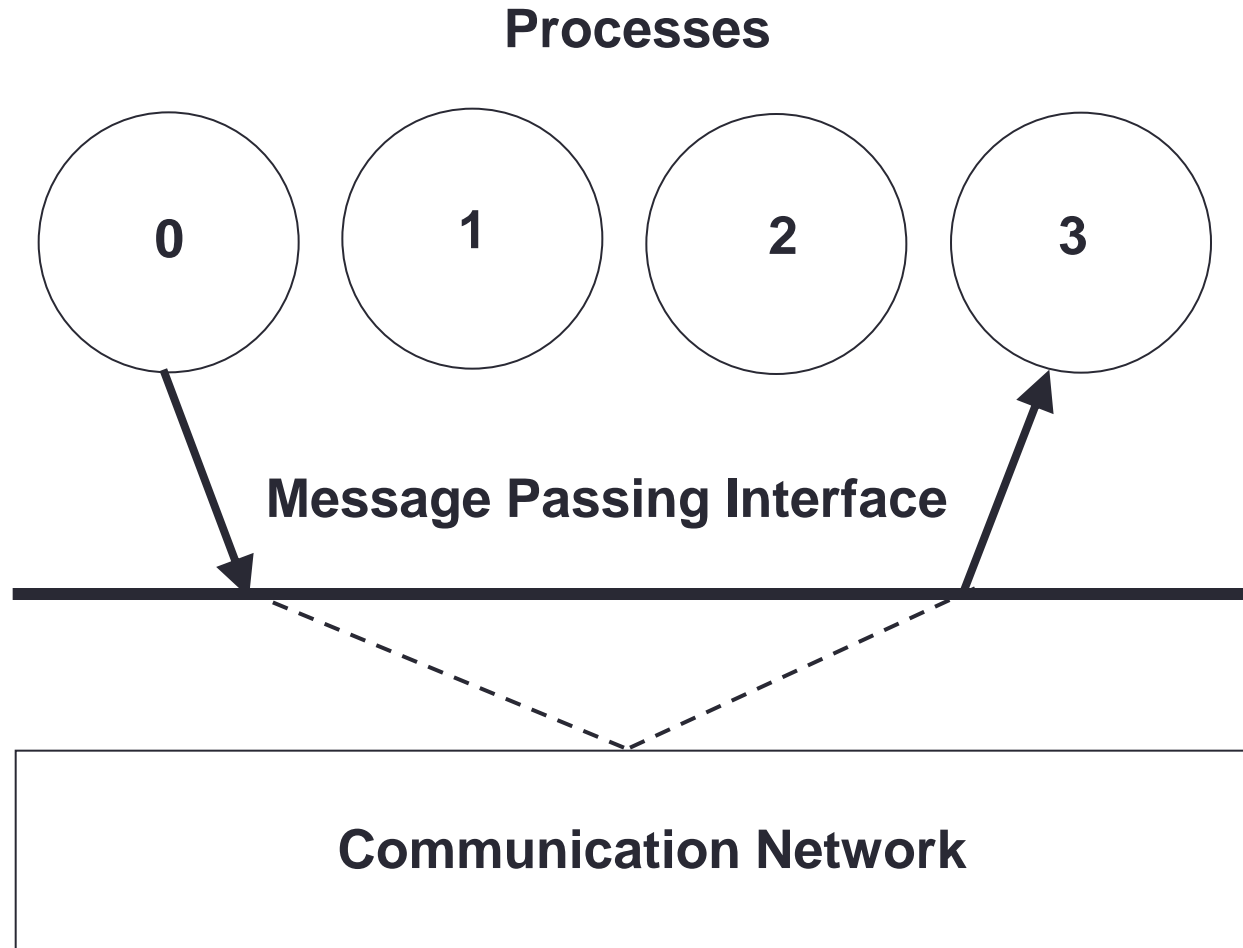 Processes
0
1
2
3
Message Passing Interface
Communication Network